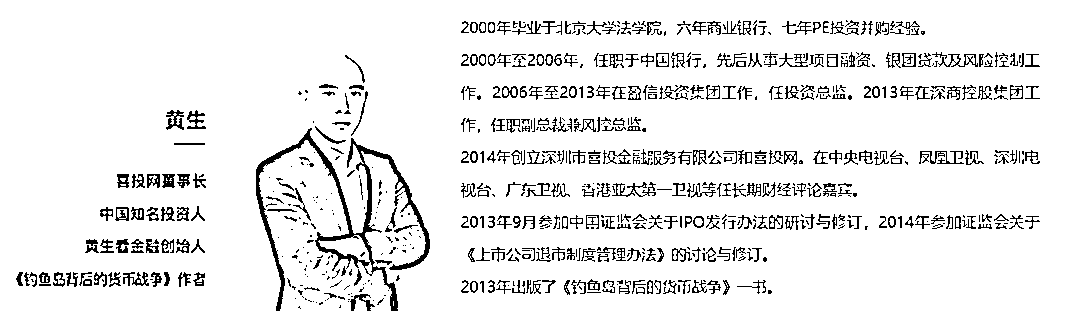 黄生
喜投网董事长
中国知名投资人
黄生看金融创始人
《钓鱼岛背后的货币战争》作者
2000年毕业于北京大学法学院，六年商业银行、七年PE投资并购经验。
2000年至2006年，任职于中国银行，先后从事大型项目融资、银团贷款及风险控制工
作。2006年至2013年在盈信投资集团工作，任投资总监。2013年在深商控股集团工
作，任职副总裁兼风控总监。
2014年创立深圳市喜投金融服务有限公司和喜投网。在中央电视台、凤凰卫视、深圳电
视台、广东卫视、香港亚太第一卫视等任长期财经评论嘉宾。
2013年9月参加中国证监会关于IPO发行办法的研讨与修订，2014年参加证监会关于
《上市公司退市制度管理办法》的讨论与修订。
2013年出版了《钓鱼岛背后的货币战争》一书。